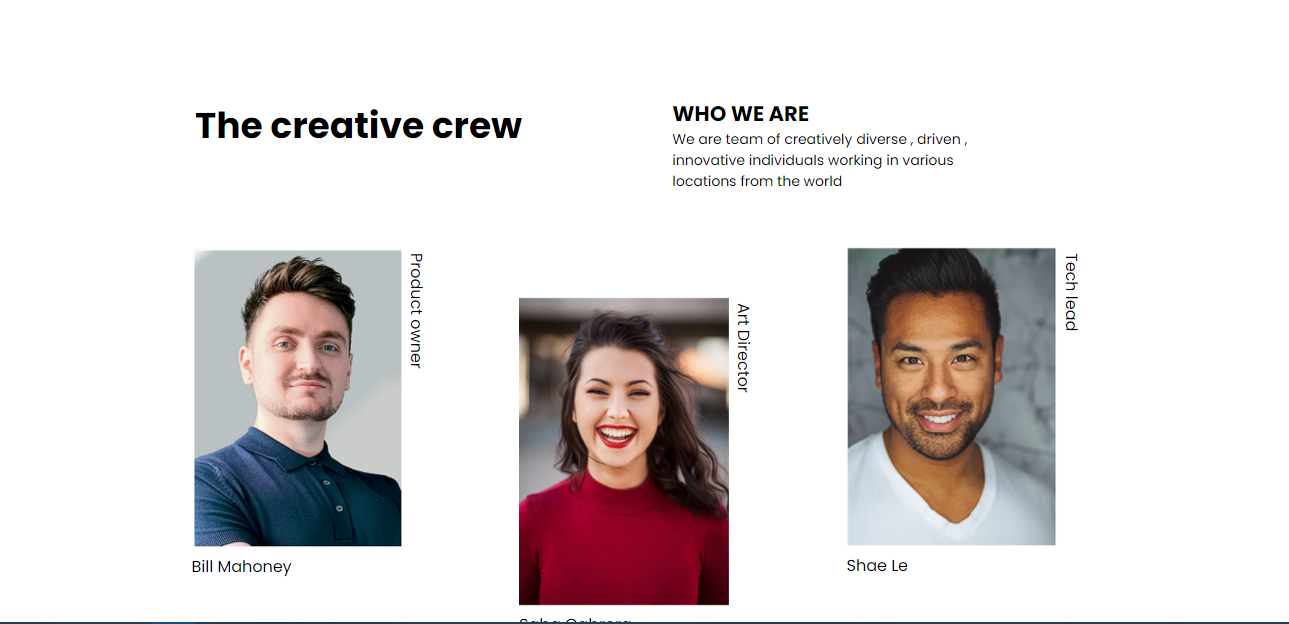 The creative crew
WHO WE ARE
We are team of creatively diverse , driven ,
innovative individuals working in various
locations from the world
Product owner
Art Director
Tech lead
Bill Mahoney
Shae Le